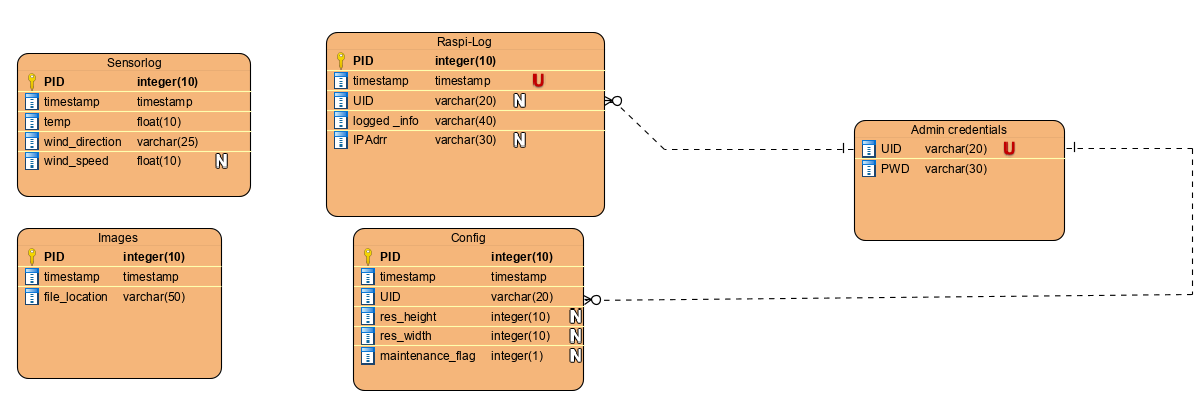 Sensorlog
PID integer(10)
timestamp timestamp
temp float(10)
wind_direction varchar(25)
wind_speed float(10) N
Raspi-Log
PID integer(10)
timestamp timestamp U
UID varchar(20) N
logged _info varchar(40)
IPAdrr varchar(30) N
Admin credentials
UID varchar(20) U
PWD varchar(30)
Images
PID integer(10)
timestamp timestamp
file_location varchar(50)
Config
PID integer(10)
timestamp timestamp
UID varchar(20)
res_height integer(10) N
res_width integer(10) N
maintenance_flag integer(1) N